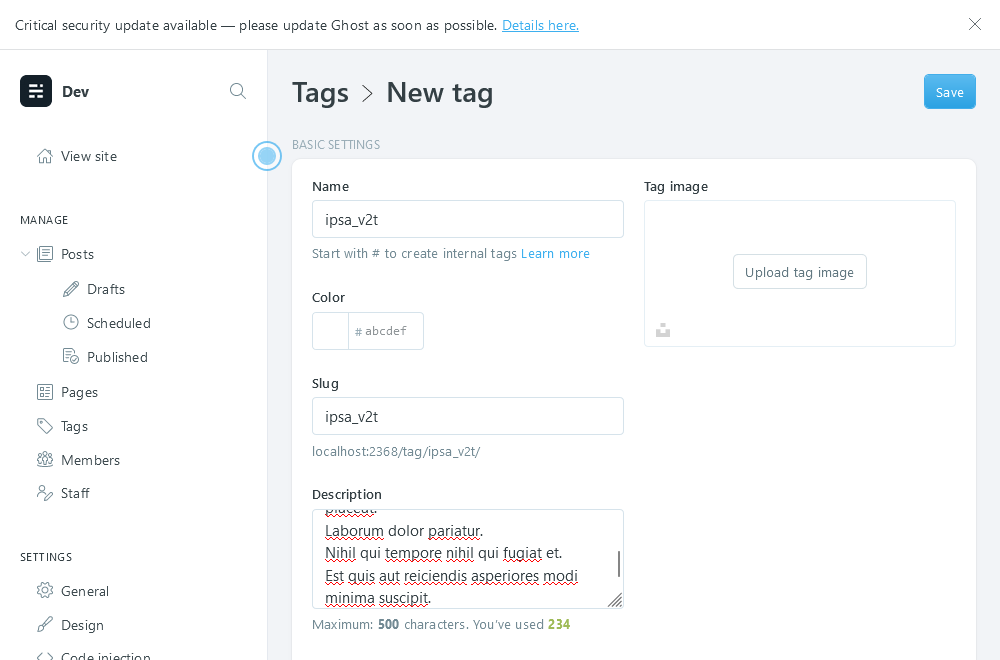 Critical security update available — please update Ghost as soon as possible. Details here.
Dev
View site
MANAGE
Posts
Drafts
Scheduled
Published
Pages
Tags
Members
Staff
SETTINGS
General
Design
Code injection
Tags > New tag
Save
BASIC SETTINGS
Name
ipsa_v2t
Start with # to create internal tags Learn more
Color
# abcdef
Slug
ipsa_v2t
localhost:2368/tag/ipsa_v2t/
Description
placeat.
Laborum dolor pariatur.
Nihil qui tempore nihil qui fugiat et.
Est quis aut reiciendis asperiores modi
minima suscipit.
Maximum: 500 characters. You've used 234
Tag image
Upload tag image